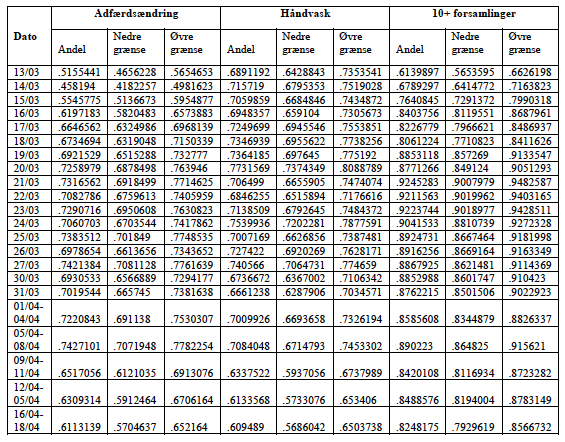 Adfærdsændring Håndvask 10+ forsamlinger
Dato Andel Nedre grænse Øvre grænse Andel Nedre grænse Øvre grænse Andel Nedre grænse Øvre grænse
13/03 .5155441 .4656228 .5654653 .6891192 .6428843 .7353541 .6139897 .5653595 .6626198
14/03 .458194 .4182257 .4981623 .715719 .6795353 .7519028 .6789297 .6414772 .7163823
15/03 .5545775 .5136673 .5954877 .7059859 .6684846 .7434872 .7640845 .7291372 .7990318
16/03 .6197183 .5820483 .6573883 .6948357 .659104 .7305673 .8403756 .8119551 .8687961
17/03 .6646562 .6324986 .6968139 .7249699 .6945546 .7553851 .8226779 .7966621 .8486937
18/03 .6734694 .6319048 .7150339 .7346939 .6955622 .7738256 .8061224 .7710823 .8411626
19/03 .6921529 .6515288 .732777 .7364185 .697645 .775192 .8853118 .857269 .9133547
20/03 .7258979 .6878498 .763946 .7731569 .7374349 .8088789 .8771266 .849124 .9051293
21/03 .7316562 .6918499 .7714625 .706499 .6655905 .7474074 .9245283 .9007979 .9482587
22/03 .7082786 .6759613 .7405959 .6846255 .6515894 .7176616 .9211563 .9019962 .9403165
23/03 .7290716 .6950608 .7630823 .7138509 .6792645 .7484372 .9223744 .9018977 .9428511
24/03 .7060703 .6703544 .7417862 .7539936 .7202281 .7877591 .9041533 .8810739 .9272328
25/03 .7383512 .701849 .7748535 .7007169 .6626856 .7387481 .8924731 .8667464 .9181998
26/03 .6978654 .6613656 .7343652 .727422 .6920269 .7628171 .8916256 .8669164 .9163349
27/03 .7421384 .7081128 .7761639 .740566 .7064731 .774659 .8867925 .8621481 .9114369
30/03 .6930533 .6566889 .7294177 .6736672 .6367002 .7106342 .8852988 .8601747 .910423
31/03 .7019544 .665745 .7381638 .6661238 .6287906 .7034571 .8762215 .8501506 .9022923
01/04-
04/04 .7220843 .691138 .7530307 .7009926 .6693658 .7326194 .8585608 .8344879 .8826337
05/04-
08/04 .7427101 .7071948 .7782254 .7084048 .6714793 .7453302 .890223 .864825 .915621
09/04-
11/04 .6517056 .6121035 .6913076 .6337522 .5937056 .6737989 .8420108 .8116934 .8723282
12/04-
05/04 .6309314 .5912464 .6706164 .6133568 .5733076 .653406 .8488576 .8194004 .8783149
16/04-
18/04 .6113139 .5704637 .652164 .609489 .5686042 .6503738 .8248175 .7929619 .8566732